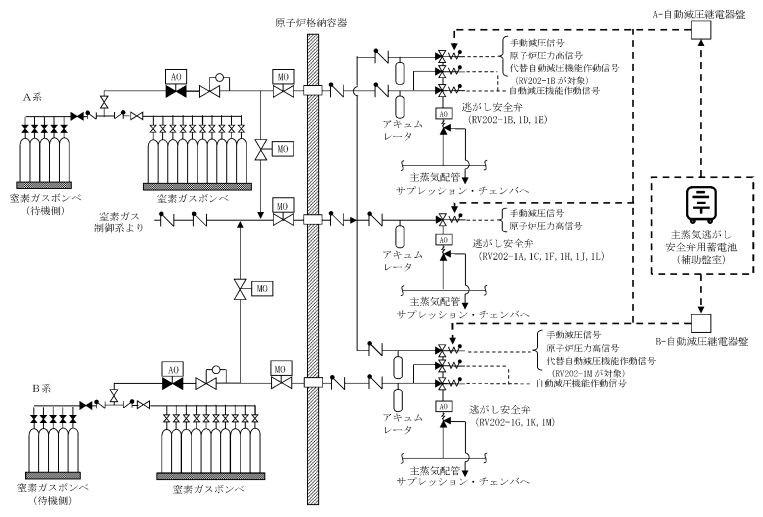 原子炉格納容器
A-自動減圧継電器盤
手動減圧信号
原子炉圧力高信号
代替自動減圧機能作動信号
(RV202-1Bが対象)
自動減圧機能作動信号
AO
MO
A系
逃がし安全弁
(RV202-1B,1D,1E)
アキュム
レータ
AO
MO
主蒸気配管
サプレッション・チェンバへ
窒素ガスボンベ
(待機側)
窒素ガスボンベ
窒素ガス
制御系より
MO
手動減圧信号
原子炉圧力高信号
AO
逃がし安全弁
(RV202-1A,1C,1F,1H,1J,1L)
アキュム
レータ
主蒸気逃がし
安全弁用蓄電池
(補助盤室)
MO
主蒸気配管
サプレッション・チェンバへ
B-自動減圧継電器盤
手動減圧信号
原子炉圧力高信号
代替自動減圧機能作動信号
(RV202-1Mが対象)
自動減圧機能作動信号
AO
MO
B系
AO
逃がし安全弁
(RV202-1G,1K,1M)
アキュム
レータ
主蒸気配管
サプレッション・チェンバへ
窒素ガスボンベ
(待機側)
窒素ガスボンベ